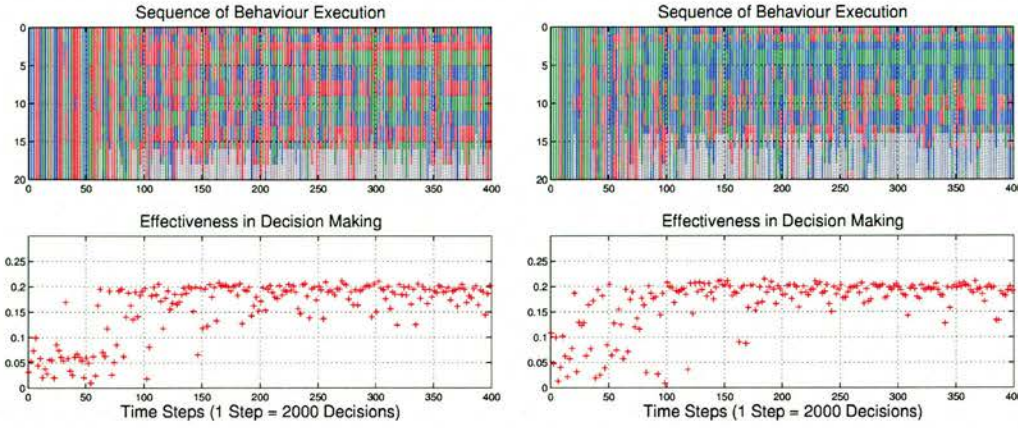 Sequence of Behaviour Execution
0
5
10
15
20
0 50 100 150 200 250 300 350 400
Effectiveness in Decision Making
0.25
0.2
0.15
0.1
0.05
0
0 50 100 150 200 250 300 350 400
Time Steps (1 Step = 2000 Decisions)
Sequence of Behaviour Execution
0
5
10
15
20
0 50 100 150 200 250 300 350 400
Effectiveness in Decision Making
0.25
0.2
0.15
0.1
0.05
0
0 50 100 150 200 250 300 350 400
Time Steps (1 Step = 2000 Decisions)